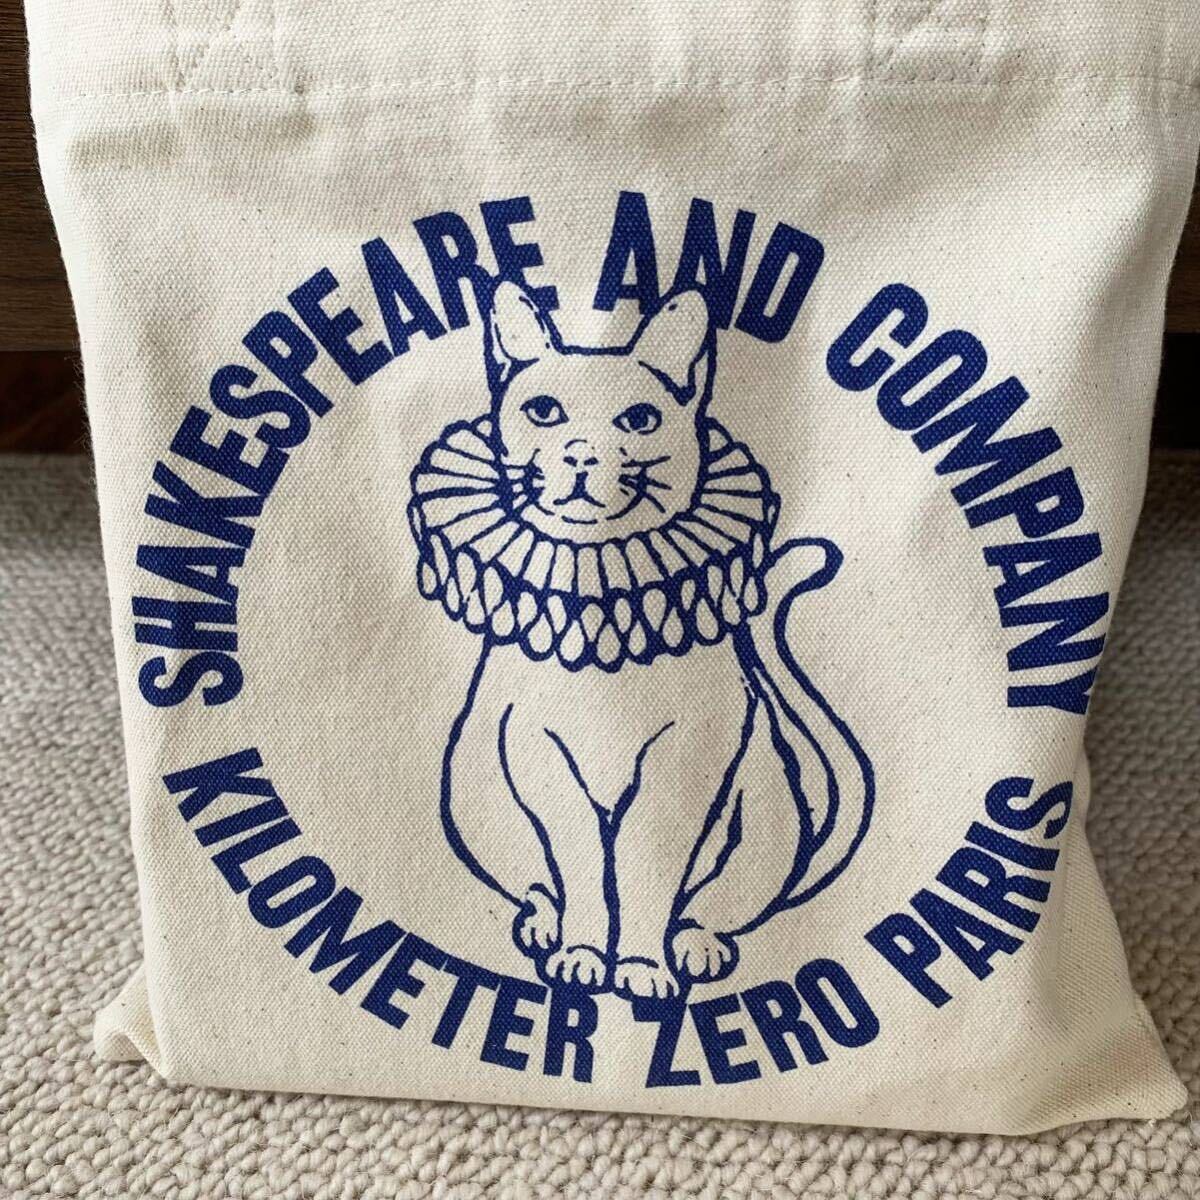 SHAKESPEARE AND COMPANY
KILOMETER ZERO PARIS